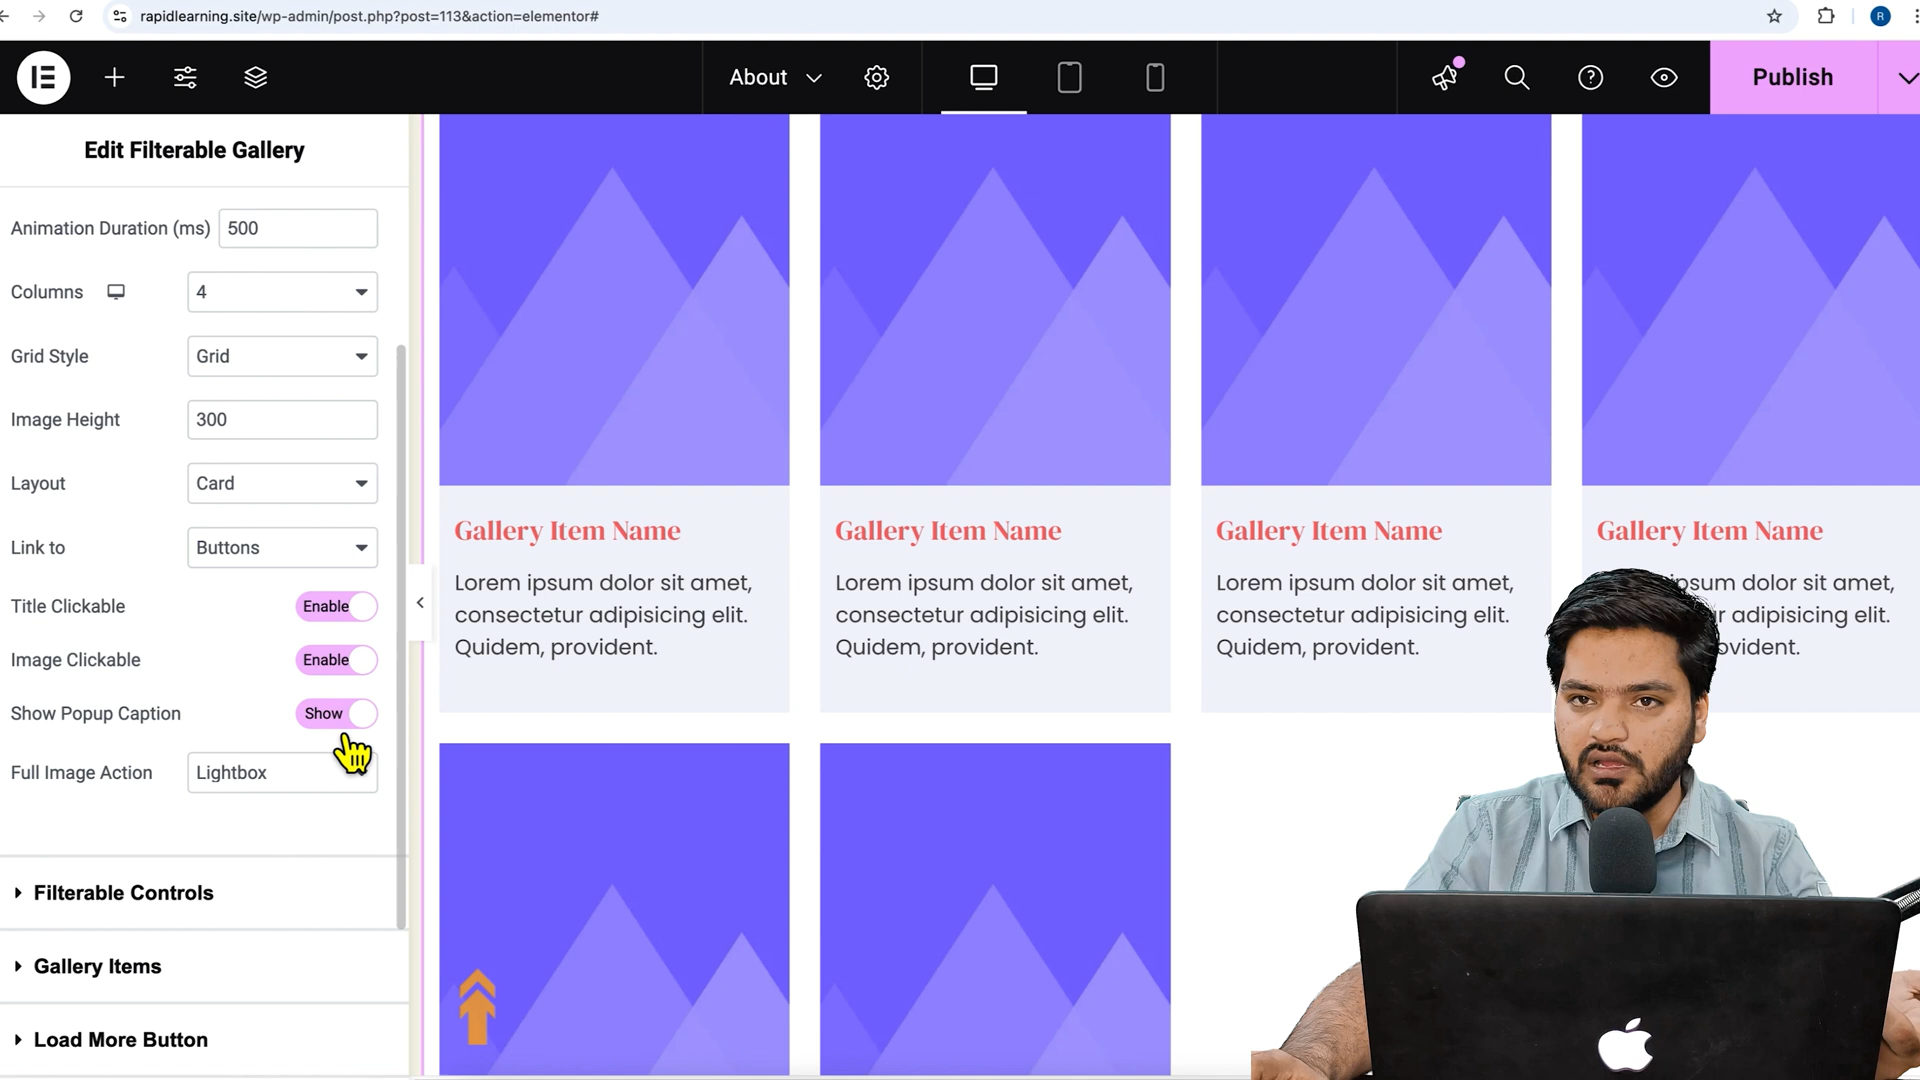 rapidlearning.site/wp-admin/post.php?post=113&action=elementor#
R
About
Publish
Edit Filterable Gallery
Animation Duration (ms) 500
Columns 4
Grid Style Grid
Image Height 300
Layout Card
Link to Buttons
Title Clickable Enable
Image Clickable Enable
Show Popup Caption Show
Full Image Action Lightbox
Filterable Controls
Gallery Items
Load More Button
Gallery Item Name
Lorem ipsum dolor sit amet,
consectetur adipisicing elit.
Quidem, provident.
Gallery Item Name
Lorem ipsum dolor sit amet,
consectetur adipisicing elit.
Quidem, provident.
Gallery Item Name
Lorem ipsum dolor sit amet,
consectetur adipisicing elit.
Quidem, provident.
Gallery Item Name
dolor sit amet,
adipisicing elit.